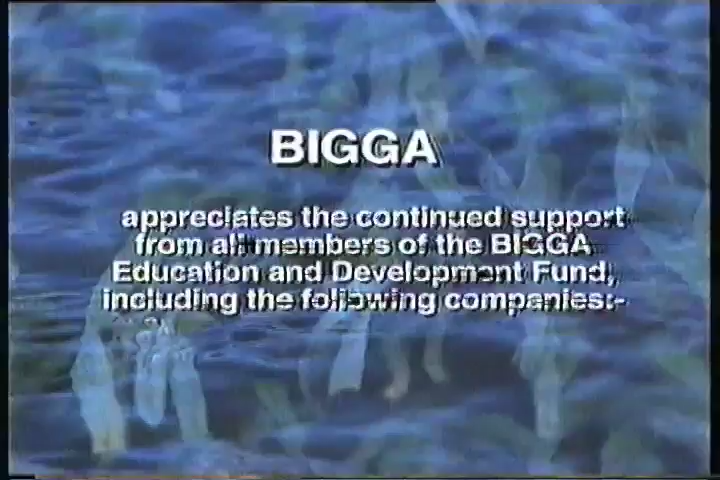 BIGGA
appreciates the continued support
from all members of the BIGGA
Education and Development Fund,
including the following companies:-